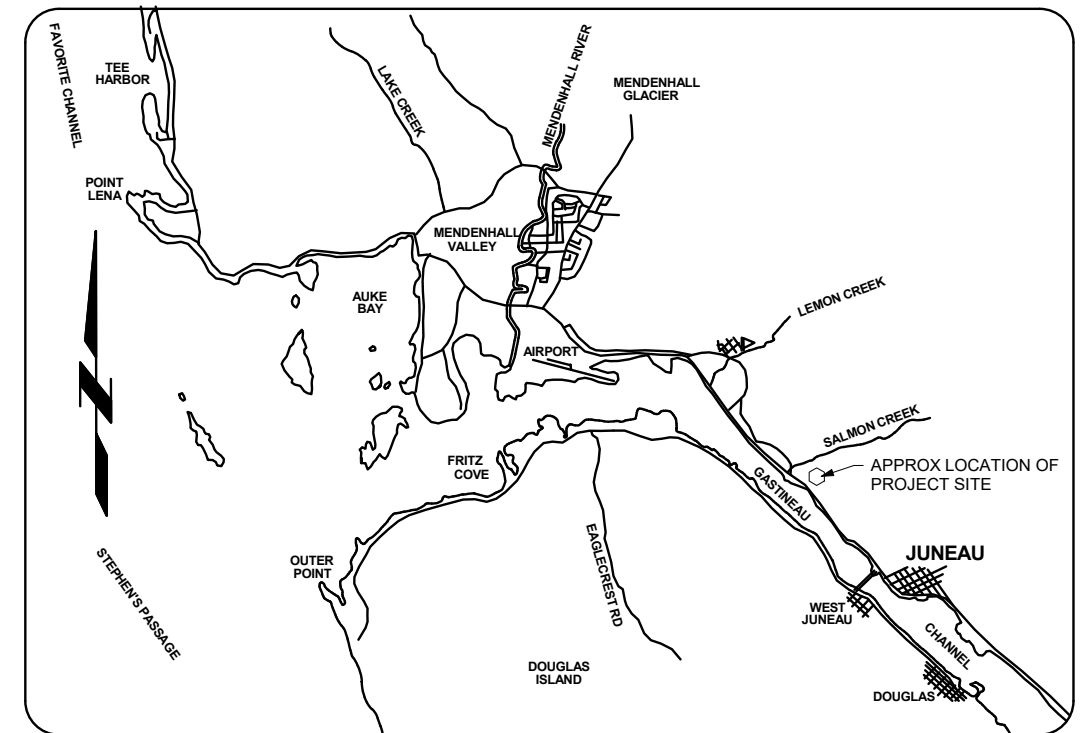 FAVORITE CHANNEL
TEE
HARBOR
LAKE CREEK
MENDENHALL RIVER
MENDENHALL
GLACIER
POINT
LENA
MENDENHALL
VALLEY
AUKE
BAY
LEMON CREEK
AIRPORT
SALMON CREEK
FRITZ
COVE
GASTINEAU
APPROX LOCATION OF
PROJECT SITE
N
STEPHEN'S PASSAGE
OUTER
POINT
EAGLECREST RD
JUNEAU
WEST
JUNEAU
CHANNEL
DOUGLAS
ISLAND
DOUGLAS